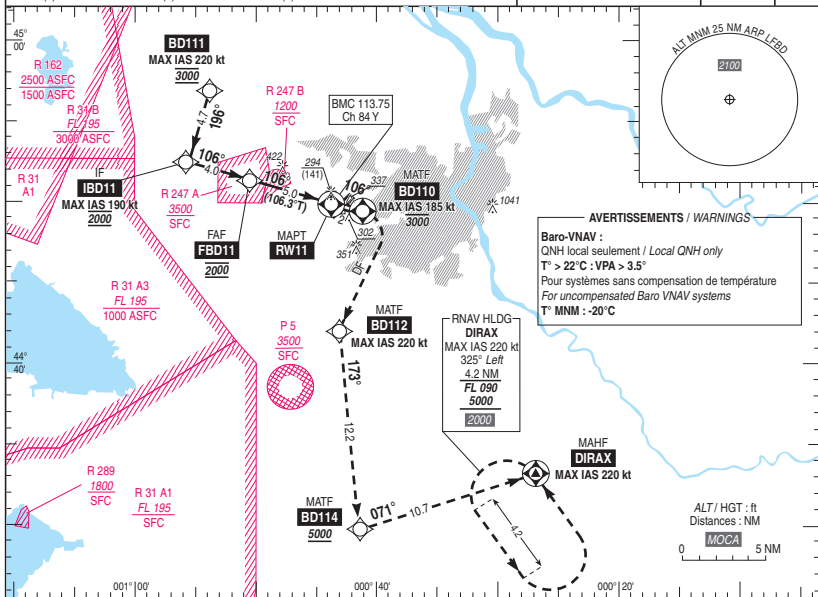 45°
00'
BD111
MAX IAS 220 kt
3000
R 162
2500 ASFC
1500 ASFC
R 31 B
FL 195
3000 ASFC
R 31
A1
4.7
196°
R 247 B
1200
SFC
BMC 113.75
Ch 84 Y
ALT MNM 25 NM ARP LFBD
2100
IF
IBD11
MAX IAS 190 kt
2000
106°
4.0
422
R 247 A
3500
SFC
106°
5.0
(106.3°T)
294
(141)
106°
337
MATF
BD110
MAX IAS 185 kt
3000
1041
FAF
FBD11
2000
MAPT
RW11
302
351
DF
AVERTISSEMENTS / WARNINGS
Baro-VNAV :
QNH local seulement / Local QNH only
T° > 22°C : VPA > 3.5°
Pour systèmes sans compensation de température
For uncompensated Baro VNAV systems
T° MNM : -20°C
R 31 A3
FL 195
1000 ASFC
P 5
3500
SFC
MATF
BD112
MAX IAS 220 kt
RNAV HLDG
DIRAX
MAX IAS 220 kt
325° Left
4.2 NM
FL 090
5000
2000
44°
40'
173°
12.2
MAHF
DIRAX
MAX IAS 220 kt
R 289
1800
SFC
R 31 A1
FL 195
SFC
MATF
BD114
5000
071°
10.7
4.2
ALT / HGT : ft
Distances : NM
MOCA
0 5 NM
001°00'
000°40'
000°20'